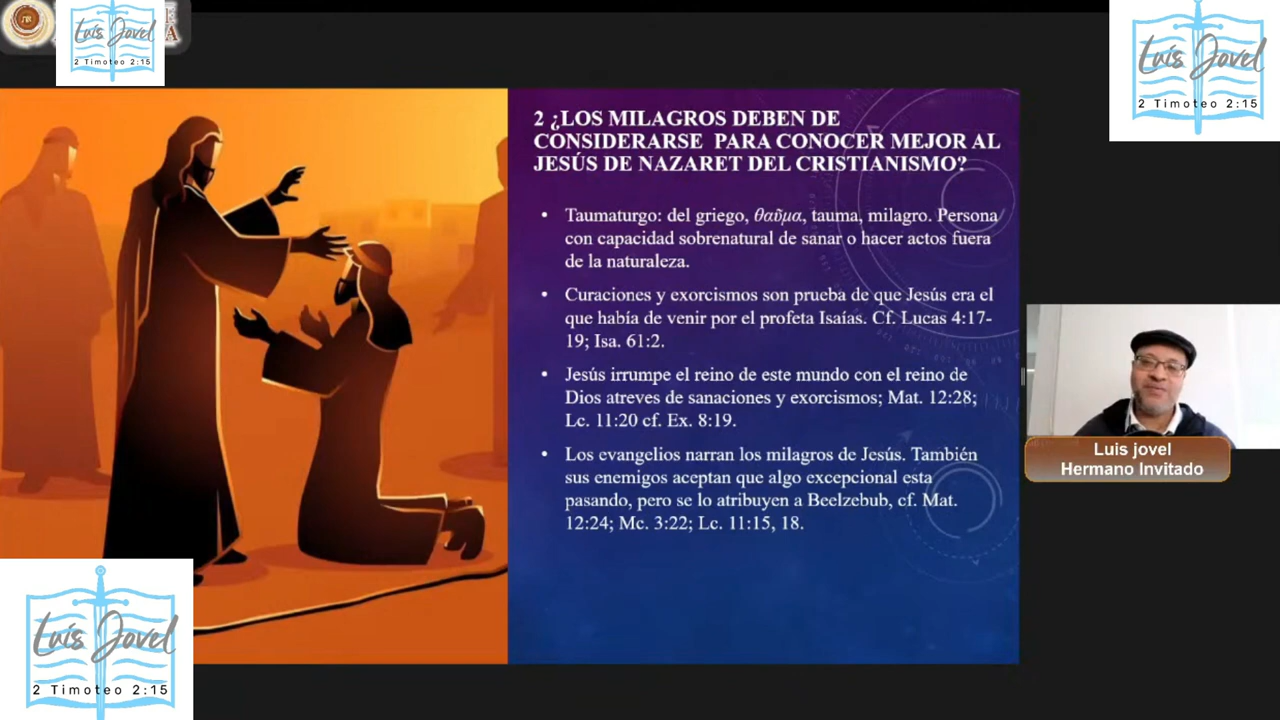 Luis Jovel
2 Timoteo 2:15
Luis Jovel
2 Timoteo 2:15
2 ¿LOS MILAGROS DEBEN DE
CONSIDERARSE PARA CONOCER MEJOR AL
JESÚS DE NAZARET DEL CRISTIANISMO?
• Taumaturgo: del griego, θαῦμα, tauma, milagro. Persona
con capacidad sobrenatural de sanar o hacer actos fuera
de la naturaleza.
• Curaciones y exorcismos son prueba de que Jesús era el
que había de venir por el profeta Isaías. Cf. Lucas 4:17-
19; Isa. 61:2.
• Jesús irrumpe el reino de este mundo con el reino de
Dios atreves de sanaciones y exorcismos; Mat. 12:28;
Lc. 11:20 cf. Ex. 8:19.
• Los evangelios narran los milagros de Jesús. También
sus enemigos aceptan que algo excepcional esta
pasando, pero se lo atribuyen a Beelzebub, cf. Mat.
12:24; Mc. 3:22; Lc. 11:15, 18.
Luis jovel
Hermano Invitado
Luis Jovel
2 Timoteo 2:15